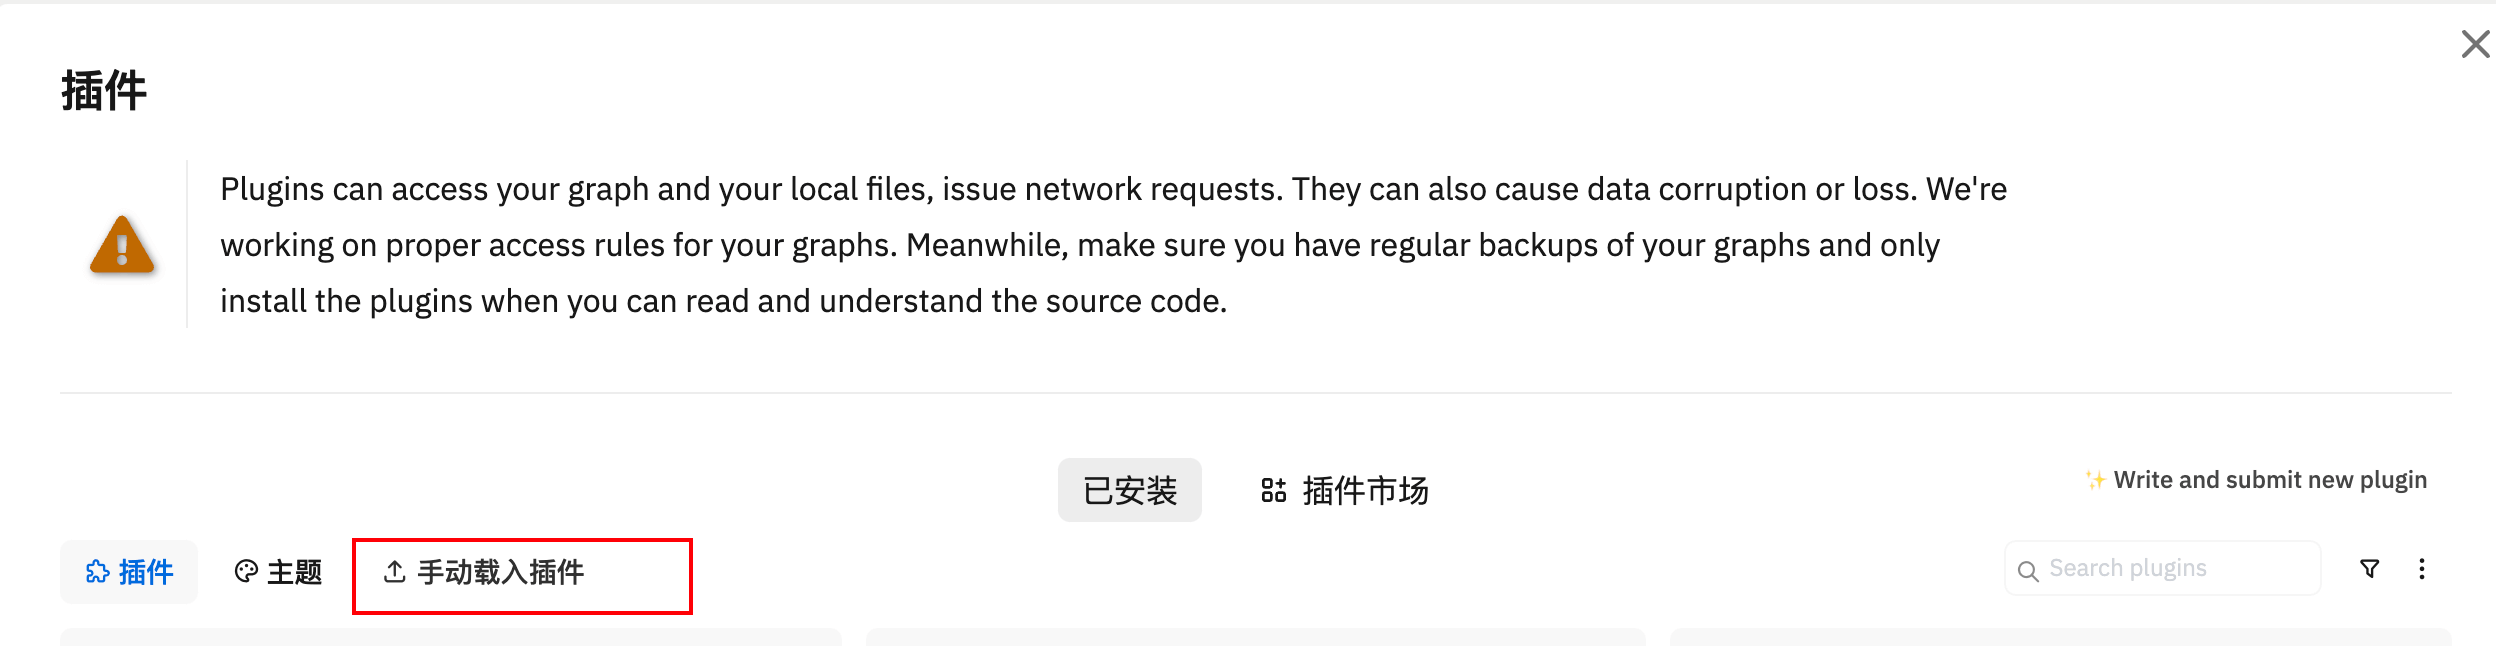 插件
Plugins can access your graph and your local files, issue network requests. They can also cause data corruption or loss. We're
working on proper access rules for your graphs. Meanwhile, make sure you have regular backups of your graphs and only
install the plugins when you can read and understand the source code.
已安装
插件市场
✨ Write and submit new plugin
插件
主题
手动载入插件
Search plugins